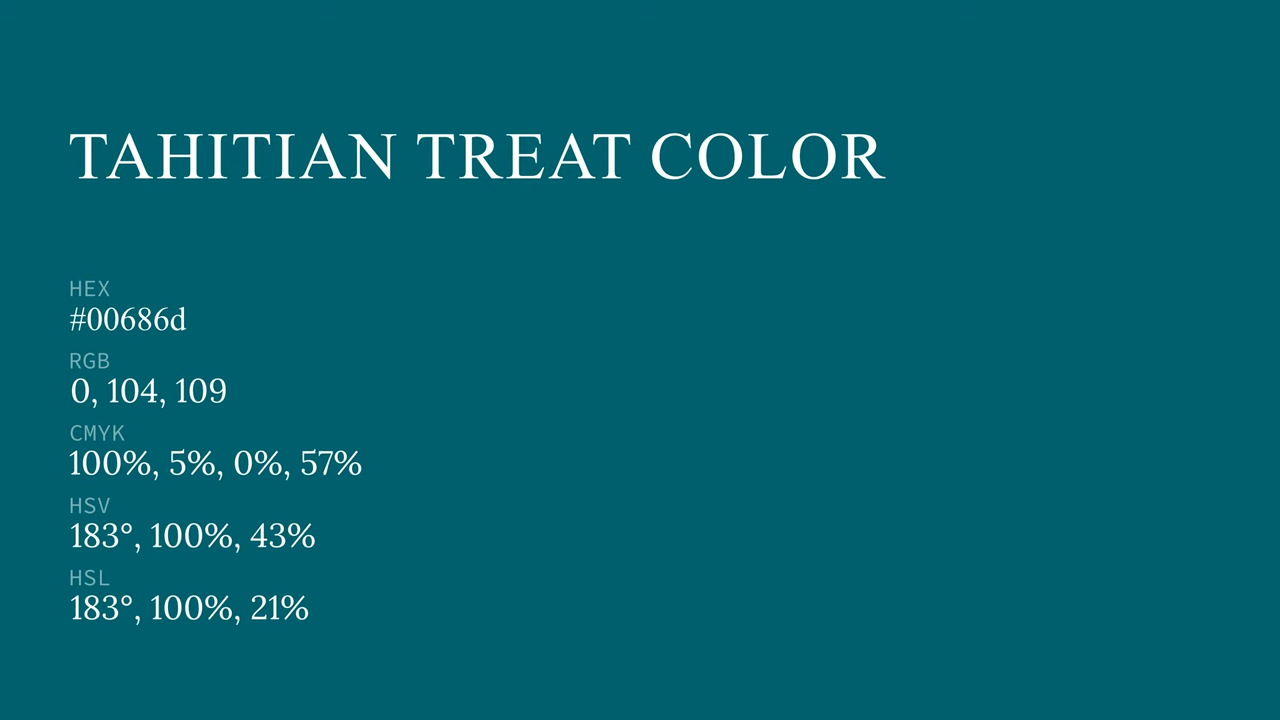 TAHITIAN TREAT COLOR
HEX
#00686d
RGB
0, 104, 109
CMYK
100%, 5%, 0%, 57%
HSV
183°, 100%, 43%
HSL
183°, 100%, 21%